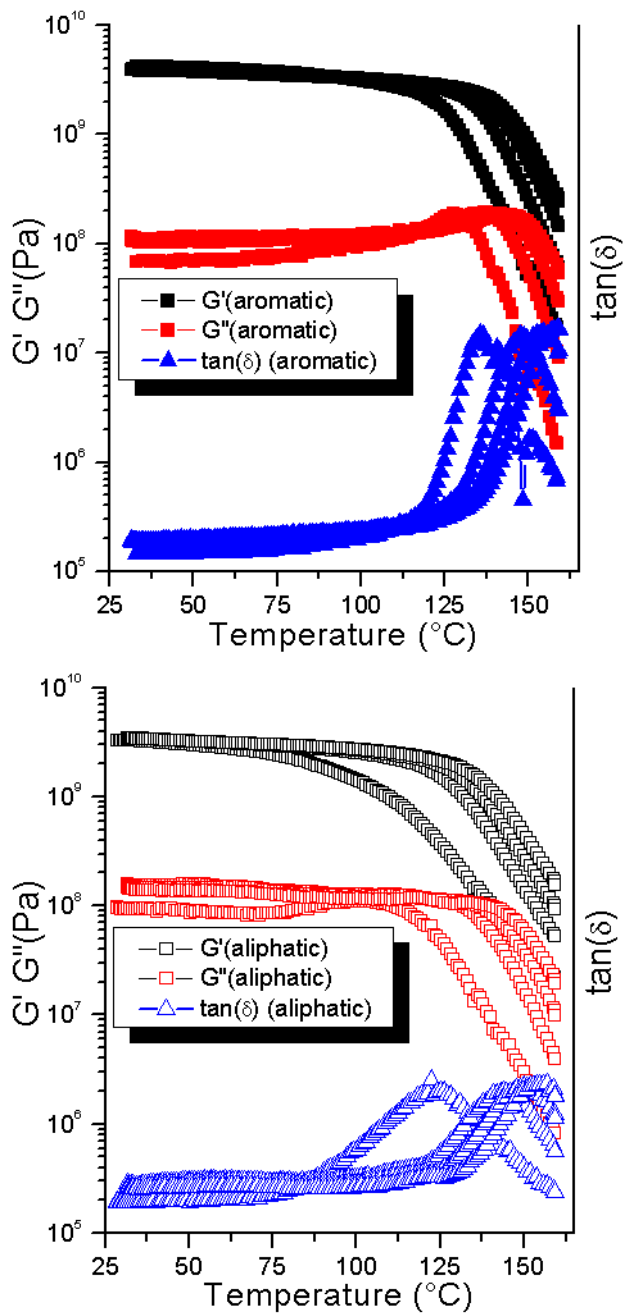 10^10
10^9
10^8
10^7
10^6
10^5
G' G"(Pa)
tan(δ)
G'(aromatic)
G"(aromatic)
tan(δ) (aromatic)
25 50 75 100 125 150
Temperature (°C)
10^10
10^9
10^8
10^7
10^6
10^5
G' G"(Pa)
tan(δ)
G'(aliphatic)
G"(aliphatic)
tan(δ) (aliphatic)
25 50 75 100 125 150
Temperature (°C)